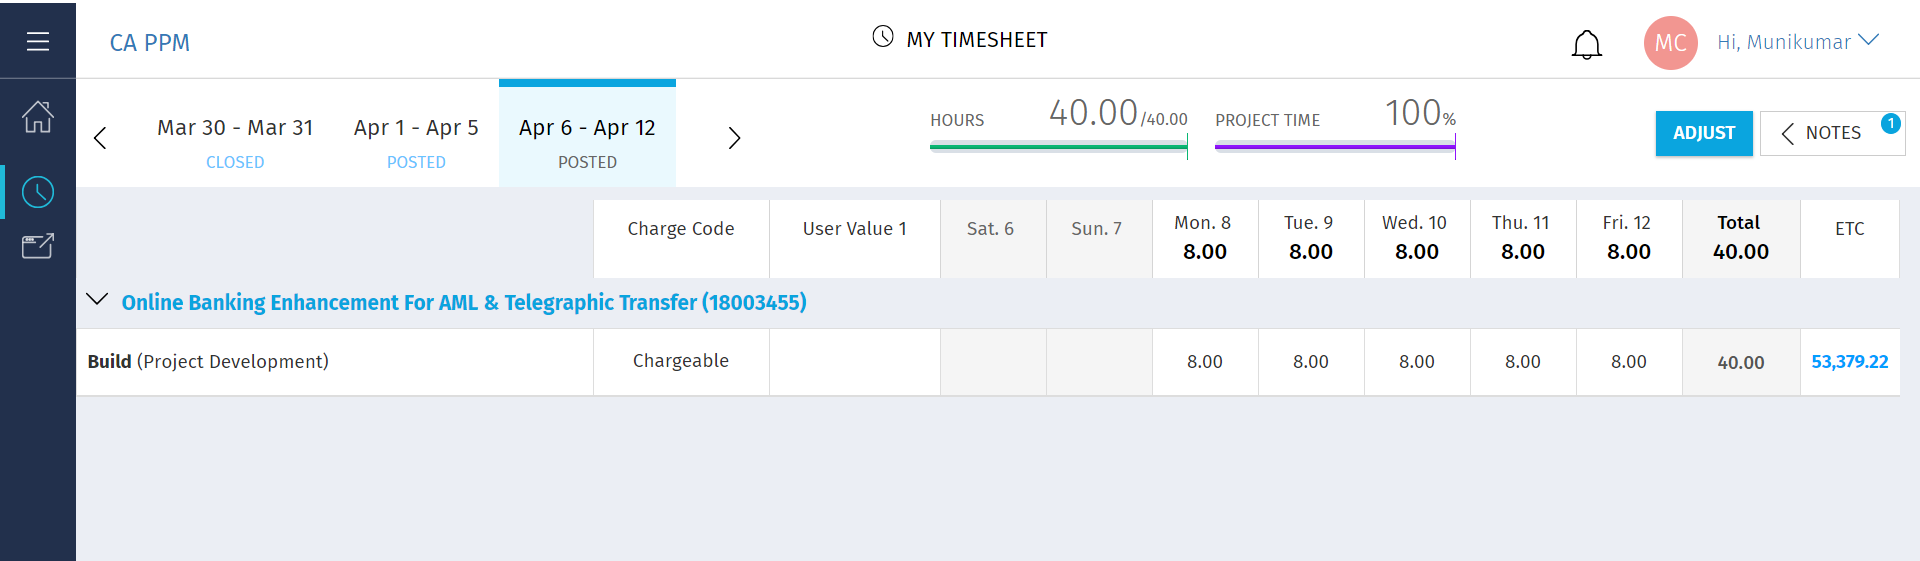 CA PPM
MY TIMESHEET
MC
Hi, Munikumar
Mar 30 - Mar 31
CLOSED
Apr 1 - Apr 5
POSTED
Apr 6 - Apr 12
POSTED
HOURS 40.00/40.00
PROJECT TIME 100%
ADJUST
NOTES
1
Charge Code User Value 1 Sat. 6 Sun. 7 Mon. 8 Tue. 9 Wed. 10 Thu. 11 Fri. 12 Total ETC
8.00 8.00 8.00 8.00 8.00 40.00
Online Banking Enhancement For AML & Telegraphic Transfer (18003455)
Build (Project Development) Chargeable 8.00 8.00 8.00 8.00 8.00 40.00 53,379.22